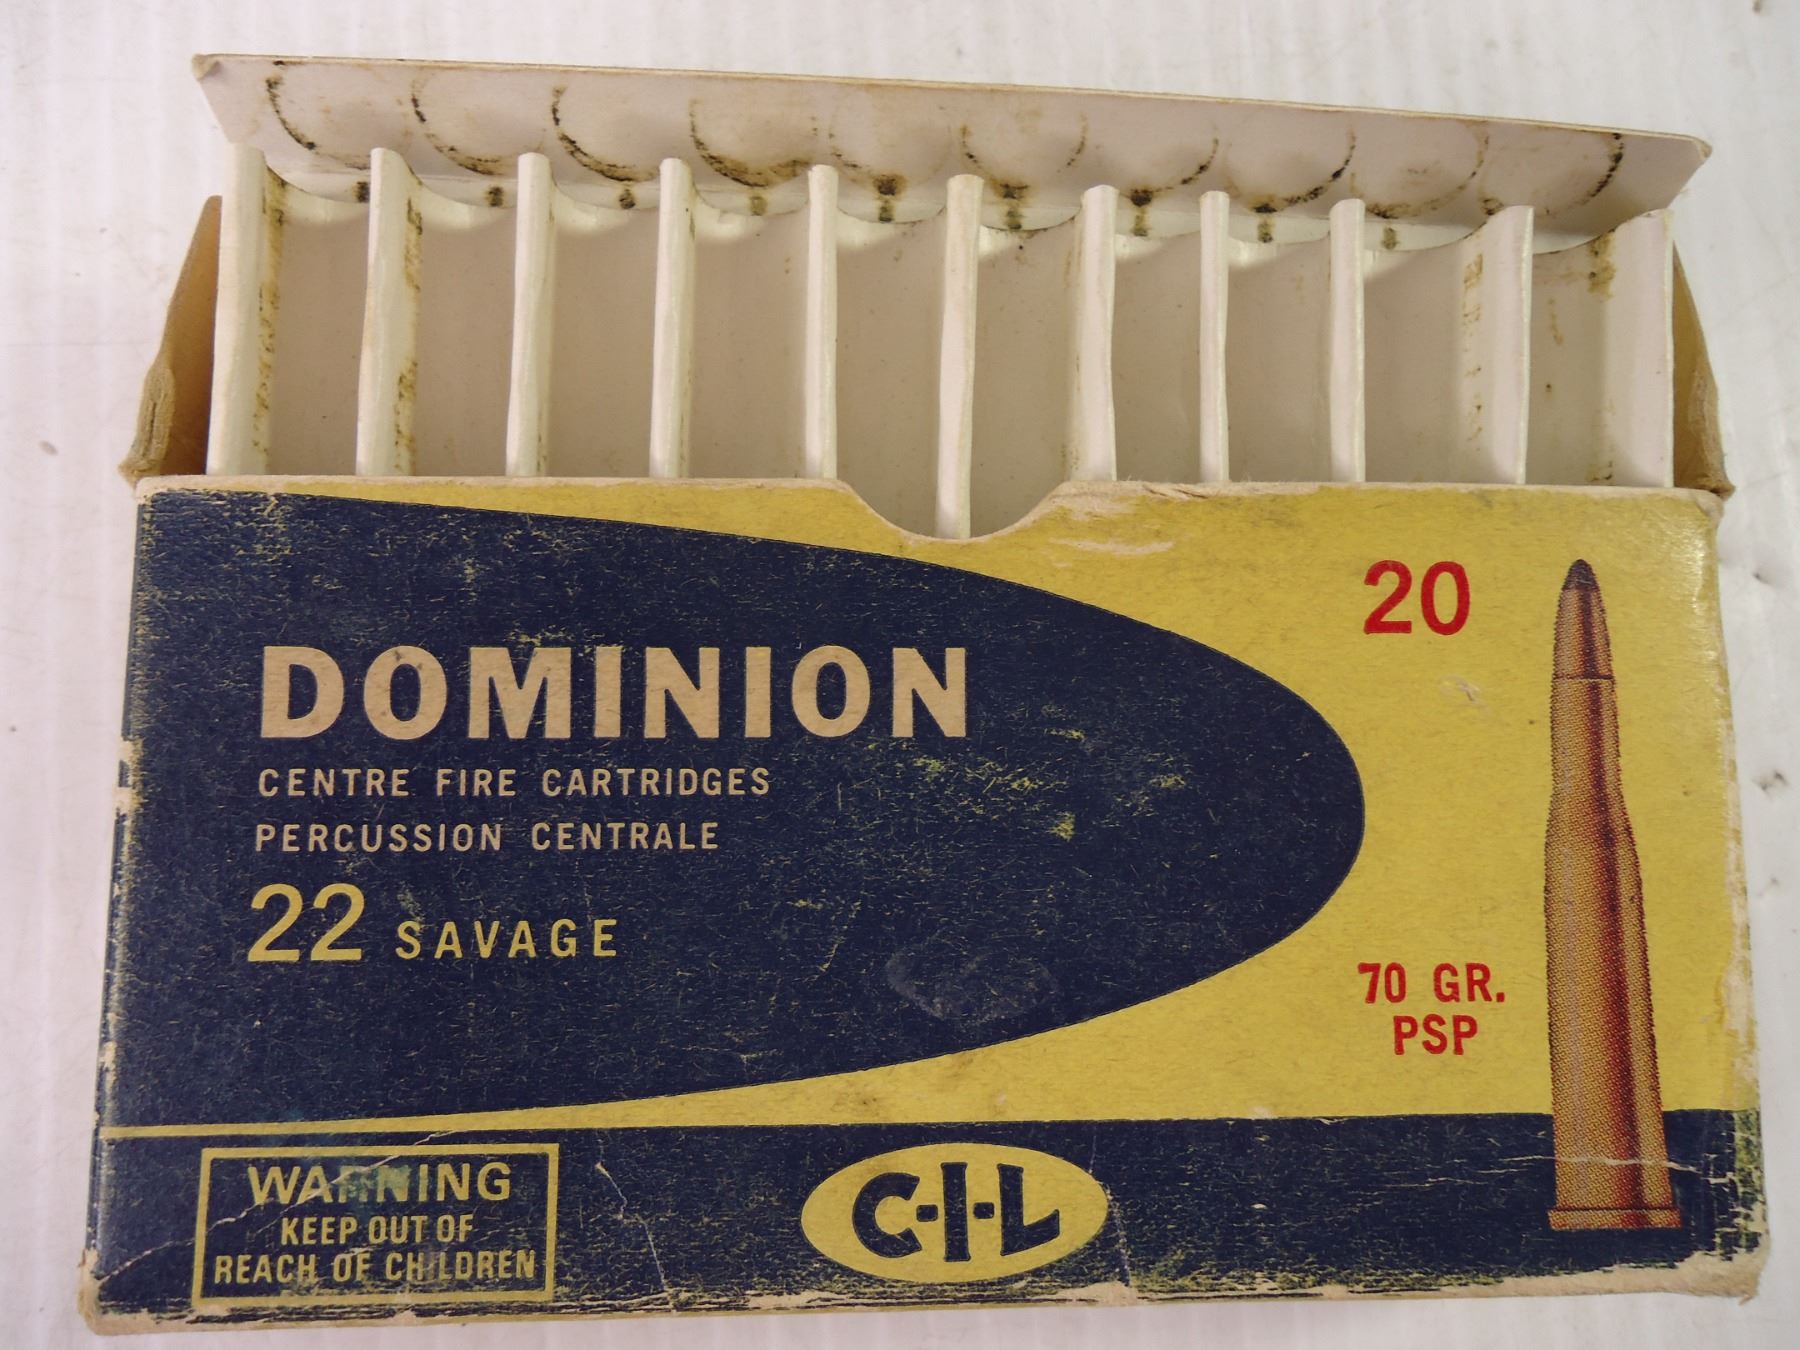 20
DOMINION
CENTRE FIRE CARTRIDGES
PERCUSSION CENTRALE
22 SAVAGE
70 GR.
PSP
WARNING
KEEP OUT OF
REACH OF CHILDREN
C-I-L